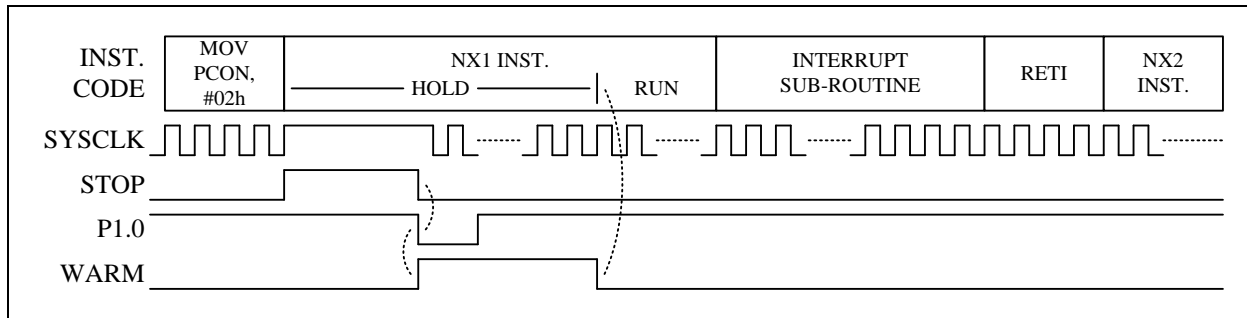 INST.
CODE
MOV
PCON,
#02h
NX1 INST.
HOLD
RUN
INTERRUPT
SUB-ROUTINE
RETI
NX2
INST.
SYSCLK
STOP
P1.0
WARM